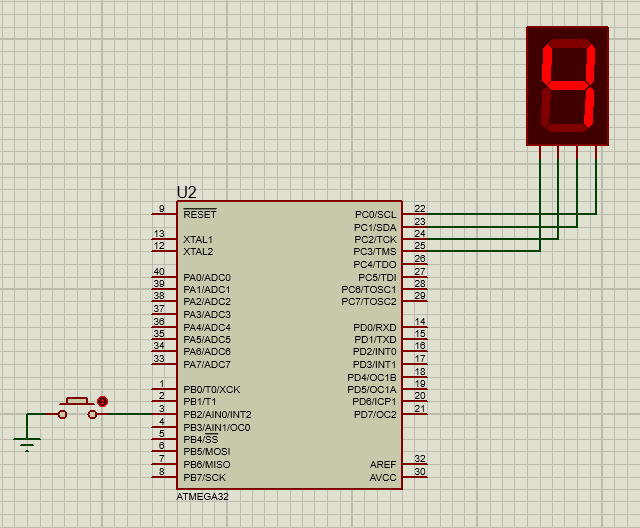 4
U2
9 RESET PC0/SCL 22
PC1/SDA 23
13 XTAL1 PC2/TCK 24
12 XTAL2 PC3/TMS 25
PC4/TDO 26
40 PA0/ADC0 PC5/TDI 27
39 PA1/ADC1 PC6/TOSC1 28
38 PA2/ADC2 PC7/TOSC2 29
37 PA3/ADC3
36 PA4/ADC4 PD0/RXD 14
35 PA5/ADC5 PD1/TXD 15
34 PA6/ADC6 PD2/INT0 16
33 PA7/ADC7 PD3/INT1 17
PD4/OC1B 18
1 PB0/T0/XCK PD5/OC1A 19
2 PB1/T1 PD6/ICP1 20
3 PB2/AIN0/INT2 PD7/OC2 21
4 PB3/AIN1/OC0
5 PB4/SS
6 PB5/MOSI
7 PB6/MISO AREF 32
8 PB7/SCK AVCC 30
ATMEGA32